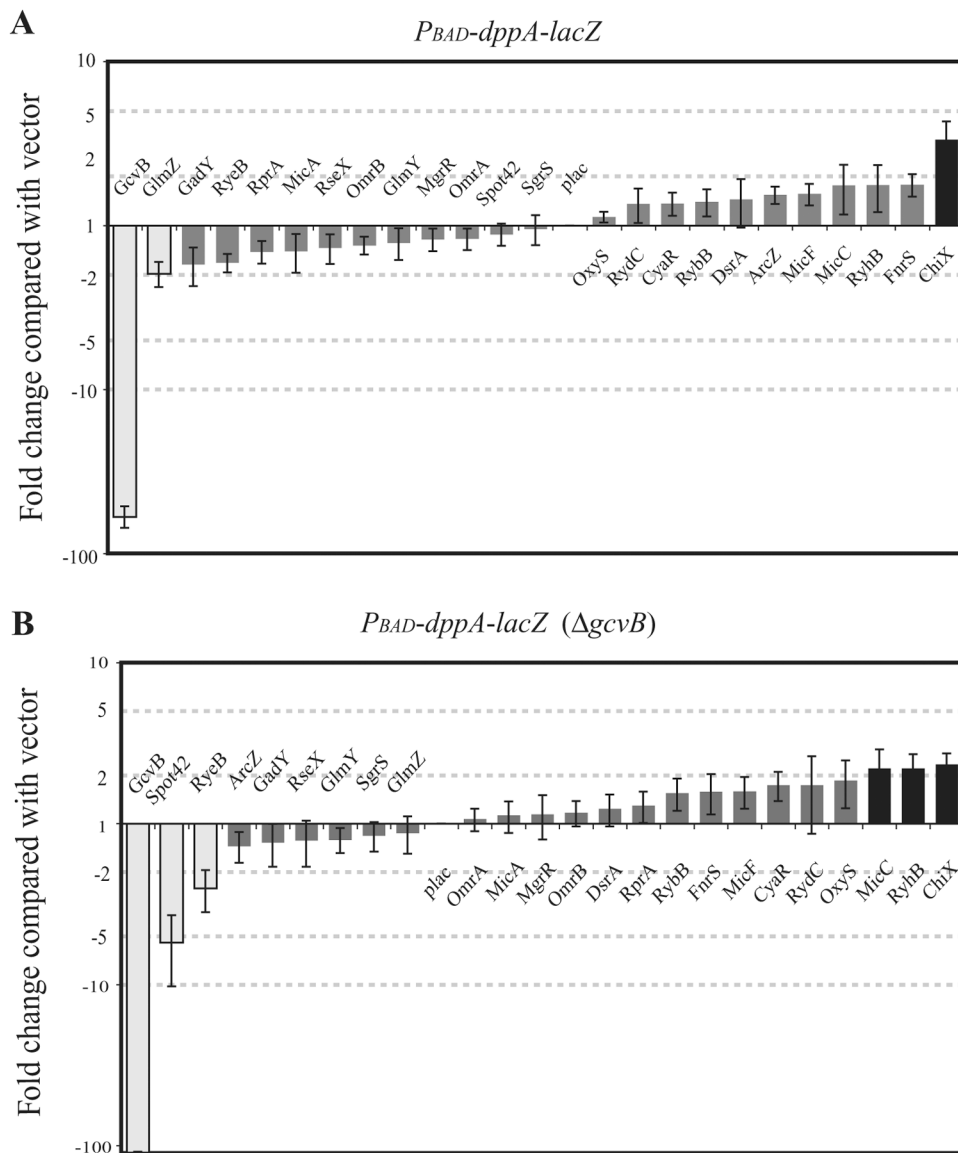 A
PBAD-dppA-lacZ
Fold change compared with vector
10
5
2
1
-2
-5
-10
-100
GcvB
GlmZ
GadY
RyeB
RprA
MicA
RseX
OmrB
GlmY
MgrR
OmrA
Spot42
SgrS
plac
OxyS
RydC
CyaR
RybB
DsrA
ArcZ
MicF
MicC
RyhB
FnrS
ChiX
B
PBAD-dppA-lacZ (ΔgcvB)
Fold change compared with vector
10
5
2
1
-2
-5
-10
-100
GcvB
Spot42
RyeB
ArcZ
GadY
RseX
GlmY
SgrS
GlmZ
plac
OmrA
MicA
MgrR
OmrB
DsrA
RprA
RybB
FnrS
MicF
CyaR
RydC
OxyS
MicC
RyhB
ChiX